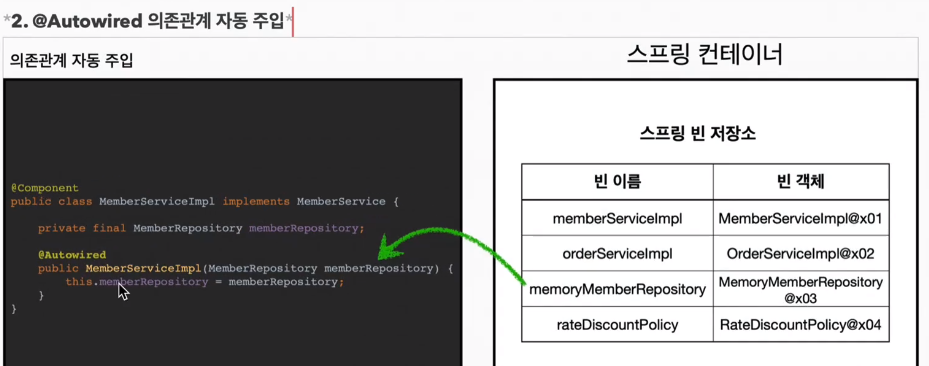 *2. @Autowired 의존관계 자동 주입*
의존관계 자동 주입
@Component
public class MemberServiceImpl implements MemberService {
private final MemberRepository memberRepository;
@Autowired
public MemberServiceImpl(MemberRepository memberRepository) {
this.memberRepository = memberRepository;
}
}
스프링 컨테이너
스프링 빈 저장소
빈 이름 빈 객체
memberServiceImpl MemberServiceImpl@x01
orderServiceImpl OrderServiceImpl@x02
memoryMemberRepository MemoryMemberRepository
@x03
rateDiscountPolicy RateDiscountPolicy@x04